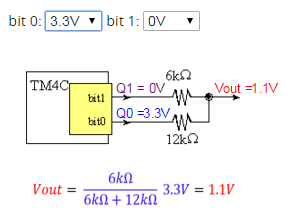 bit 0: 3.3V bit 1: 0V
6kΩ
TM4C Q1 = 0V Vout =1.1V
bit1
Q0 =3.3V
bit0
12kΩ
Vout = 6kΩ / 6kΩ + 12kΩ 3.3V = 1.1V